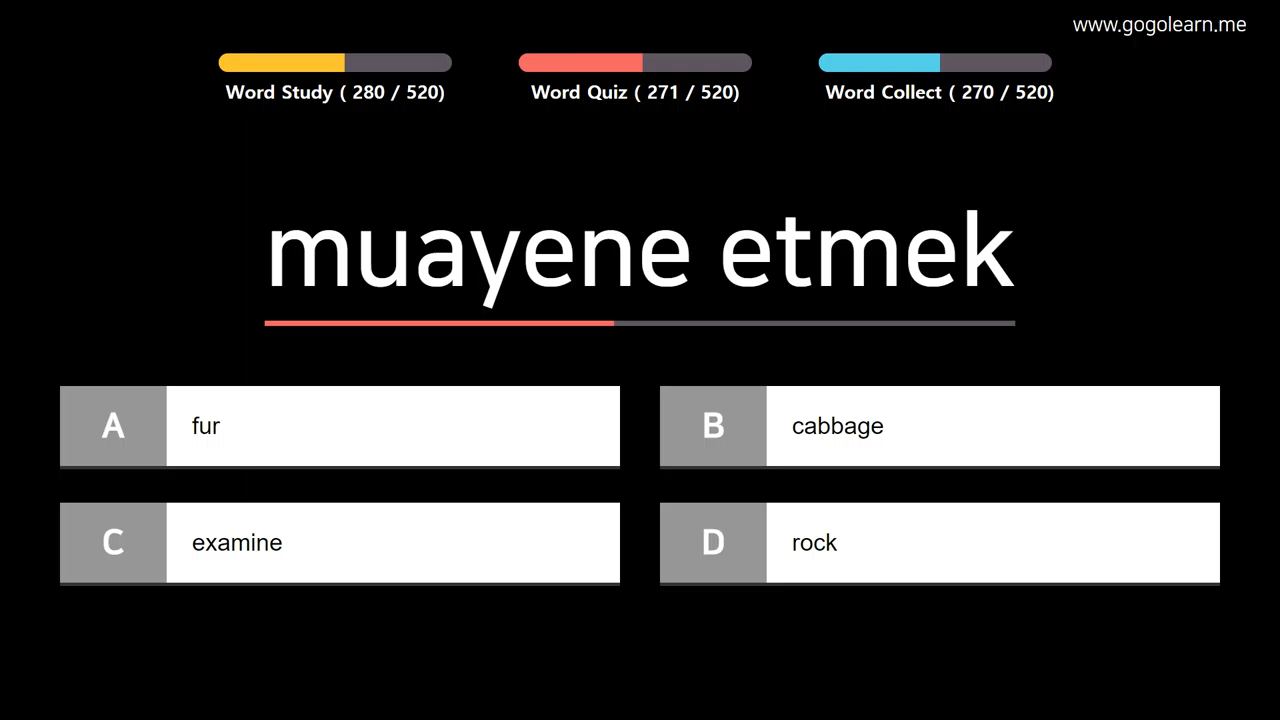 www.gogolearn.me
Word Study ( 280 / 520)
Word Quiz ( 271 / 520)
Word Collect ( 270 / 520)
muayene etmek
A fur
B cabbage
C examine
D rock